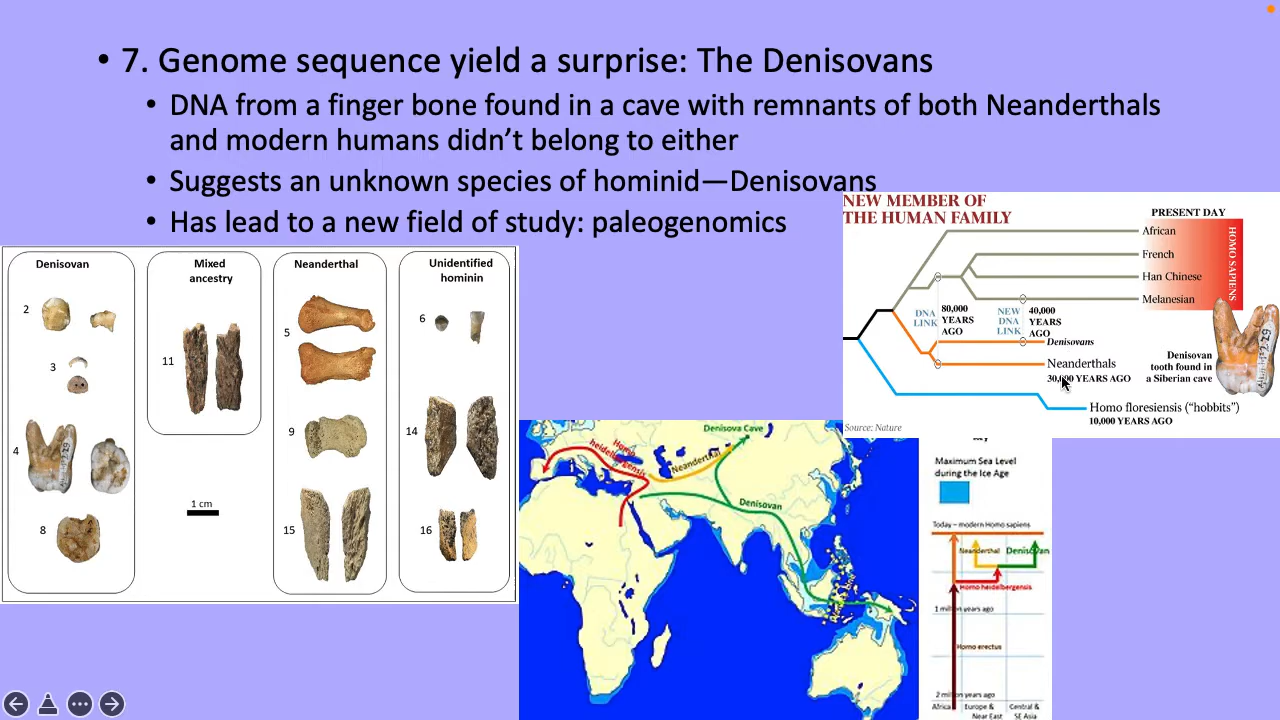 • 7. Genome sequence yield a surprise: The Denisovans
• DNA from a finger bone found in a cave with remnants of both Neanderthals
and modern humans didn't belong to either
• Suggests an unknown species of hominid—Denisovans
• Has lead to a new field of study: paleogenomics
Denisovan
2
3
4
8
Mixed
ancestry
11
1 cm
Neanderthal
5
9
15
Unidentified
hominin
6
14
16
NEW MEMBER OF
THE HUMAN FAMILY
PRESENT DAY
African
French
Han Chinese
Melanesian
HOMO SAPIENS
DNA
LINK
80,000
YEARS
AGO
NEW
DNA
LINK
40,000
YEARS
AGO
Denisovans
Neanderthals
30,000 YEARS AGO
Homo floresiensis ("hobbits")
10,000 YEARS AGO
Denisovan
tooth found in
a Siberian cave
Source: Nature
Denisova Cave
Homo
heidelbergensis
Neanderthal
Denisovan
Maximum Sea Level
during the Ice Age
Today – modern Homo sapiens
Neanderthal
Denisovan
Homo heidelbergensis
1 million years ago
Homo erectus
2 million years ago
Africa
Europe &
Near East
Central &
SE Asia